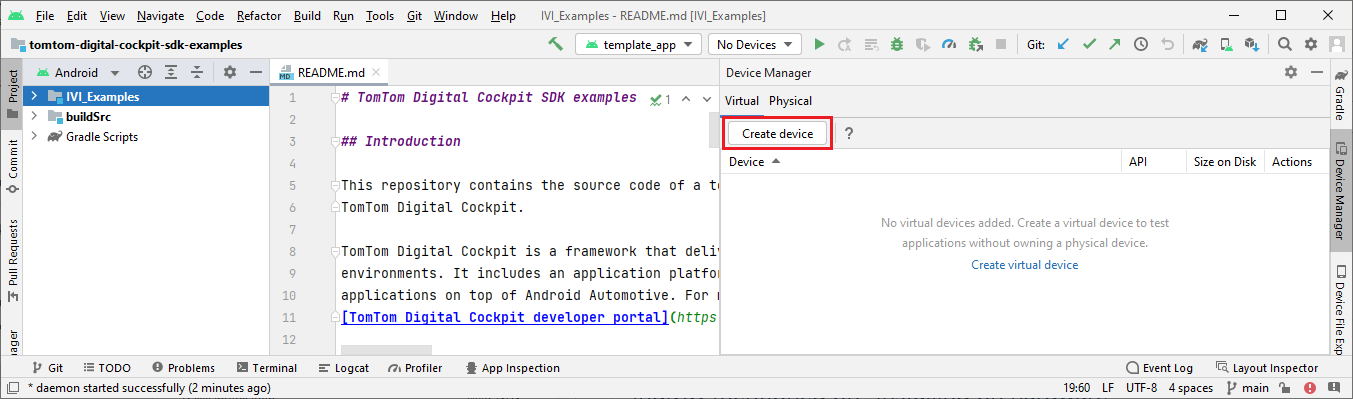 File Edit View Navigate Code Refactor Build Run Tools Git Window Help IVI_Examples - README.md [IVI_Examples]
tomtom-digital-cockpit-sdk-examples template_app No Devices Git:
Project
Commit
Pull Requests
Android
IVI_Examples
buildSrc
Gradle Scripts
README.md
1 # TomTom Digital Cockpit SDK examples 1
2
3 ## Introduction
4
5 This repository contains the source code of a
6 TomTom Digital Cockpit.
7
8 TomTom Digital Cockpit is a framework that
9 environments. It includes an application
10 applications on top of Android Automotive. For
11 [TomTom Digital Cockpit developer portal](https
12
Device Manager
Virtual Physical
Create device ?
Device API Size on Disk Actions
No virtual devices added. Create a virtual device to test
applications without owning a physical device.
Create virtual device
Gradle
Device Manager
Device File Exp
Git TODO Problems Terminal Logcat Profiler App Inspection Event Log Layout Inspector
* daemon started successfully (2 minutes ago) 19:60 LF UTF-8 4 spaces main